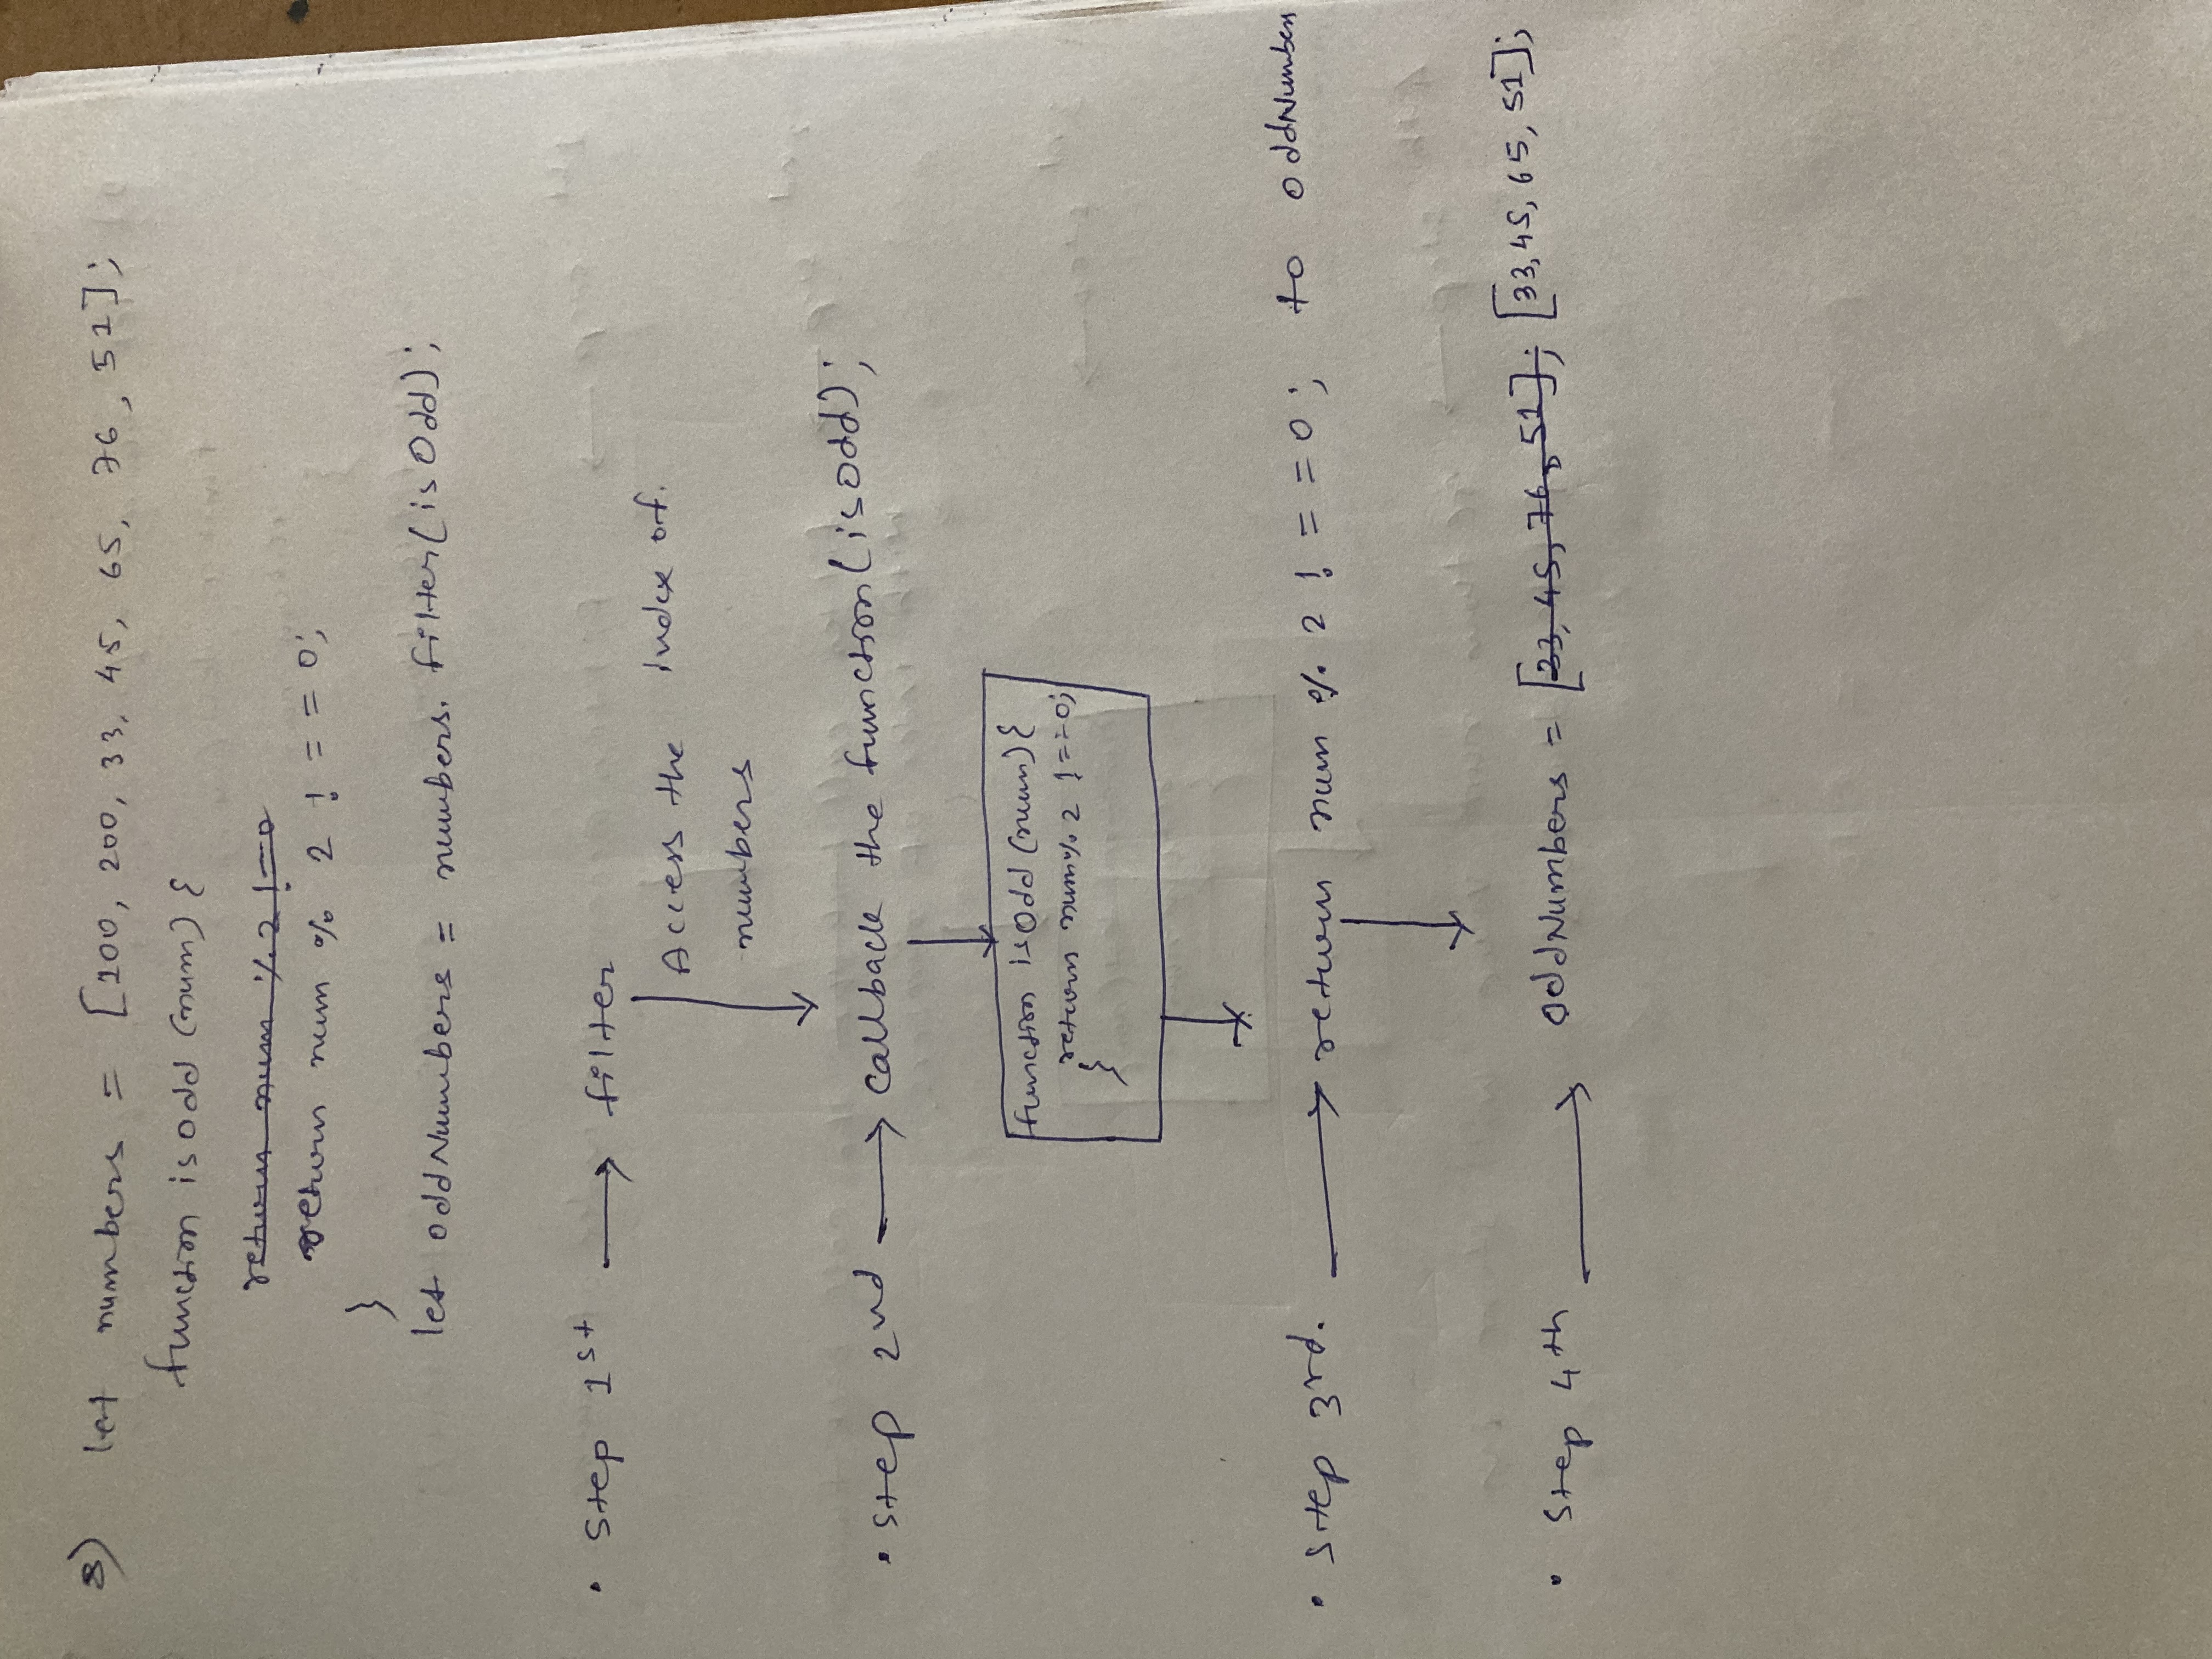 8) let numbers = [100, 200, 33, 45, 65, 76, 51];
function isOdd (num) {
return num % 2 != 0
return num % 2 ! = = 0;
}
let oddNumbers = numbers. filter(isOdd);
• Step 1st → filter
Access the index of.
numbers
• Step 2nd → callback the function(isOdd);
function isOdd (num) {
return num % 2 ! = = 0;
}
• Step 3rd. → return num % 2 ! = = 0; to oddNumbers
• Step 4th → oddNumbers = [33, 45, 76, 51]; [33, 45, 65, 51];